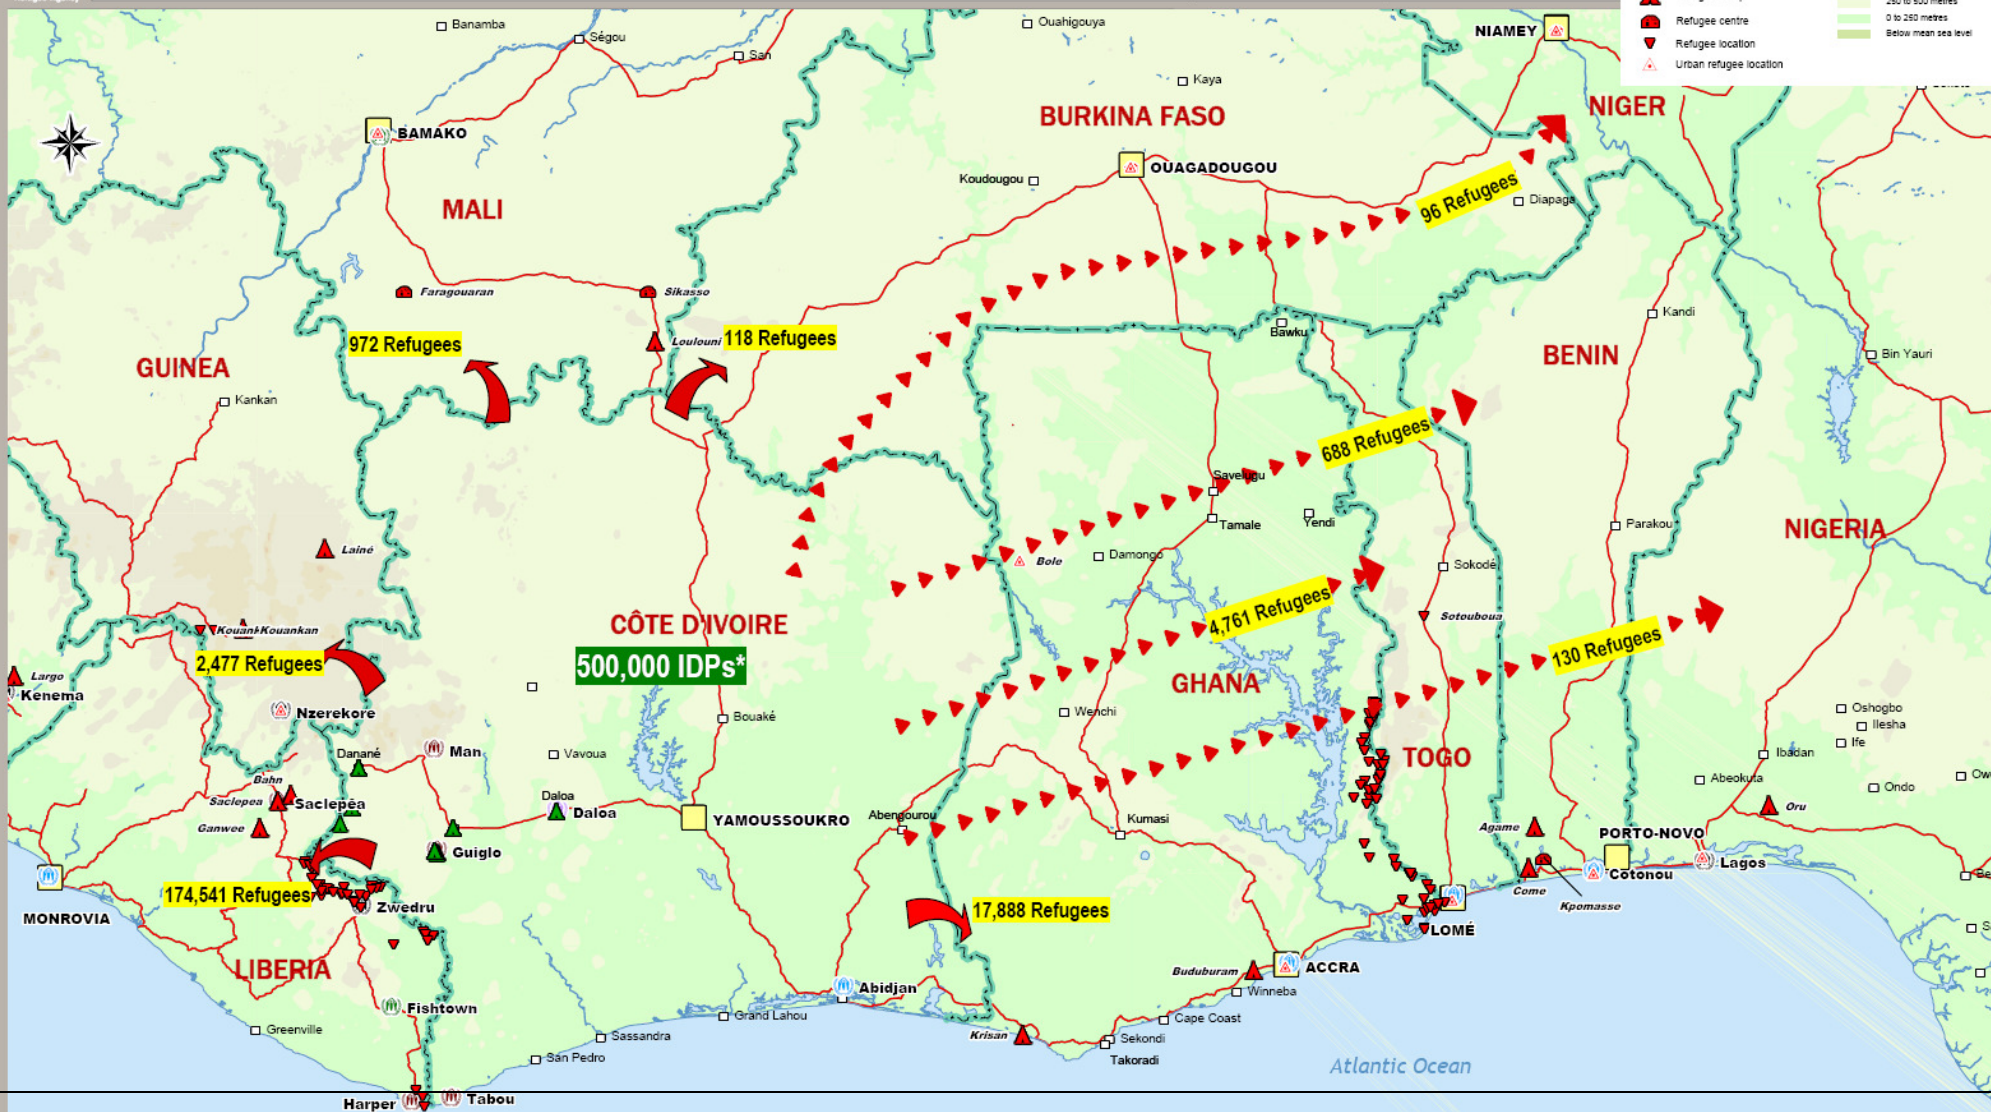 250 to 500 metres
Refugee centre
0 to 250 metres
Refugee location
Below mean sea level
Urban refugee location
Banamba
Ségou
San
Ouahigouya
Kaya
NIAMEY
NIGER
BAMAKO
BURKINA FASO
OUAGADOUGOU
Koudougou
MALI
96 Refugees
Diapaga
Faragouaran
Sikasso
972 Refugees
Loulouni
118 Refugees
Bawku
Kandi
Bin Yauri
BENIN
GUINEA
Kankan
688 Refugees
Savelugu
Tamale
Yendi
Parakou
NIGERIA
Lainé
Bole
Damongo
Sokodé
4,761 Refugees
Sotouboua
CÔTE D'IVOIRE
Kouankan
2,477 Refugees
500,000 IDPs*
130 Refugees
Largo
Kenema
GHANA
Nzerekore
Bouaké
Wenchi
Oshogbo
Ilesha
Ife
Man
Danané
Vavoua
TOGO
Ibadan
Abeokuta
Ondo
Bahn
Saclepea
Saclepea
Ganwee
Daloa
Daloa
YAMOUSSOUKRO
Abengourou
Kumasi
Oru
Agame
PORTO-NOVO
Guiglo
Lagos
Cotonou
Come
Kpomasse
174,541 Refugees
Zwedru
MONROVIA
17,888 Refugees
LOMÉ
LIBERIA
Buduburam
ACCRA
Abidjan
Winneba
Fishtown
Greenville
Grand Lahou
Cape Coast
Krisan
Sekondi
Takoradi
Sassandra
San Pedro
Atlantic Ocean
Harper
Tabou